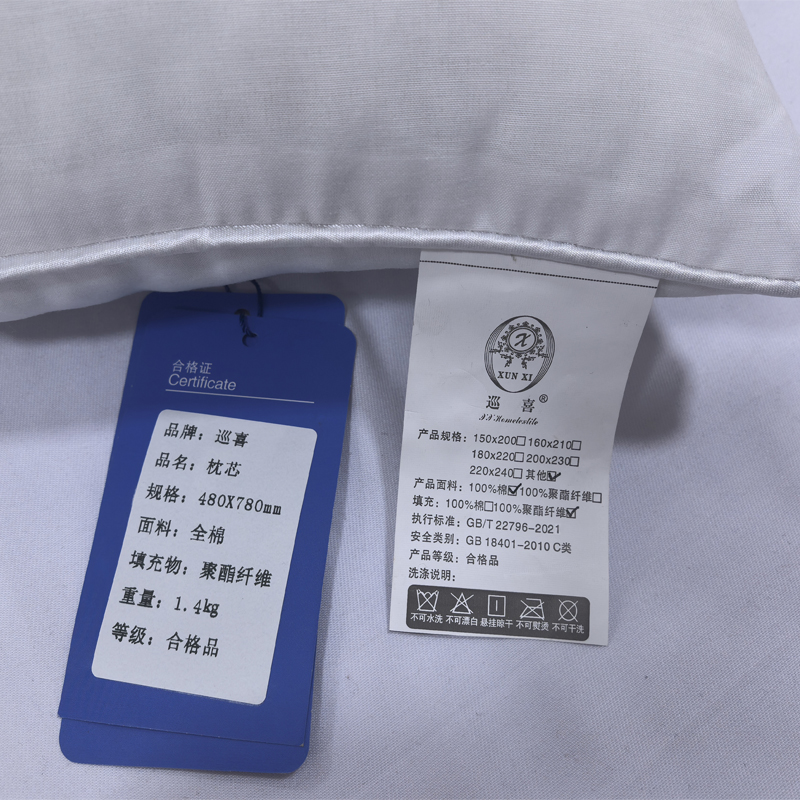 合格证
Certificate
品牌：巡喜
品名：枕芯
规格：480X780mm
面料：全棉
填充物：聚酯纤维
重量：1.4kg
等级：合格品
X
XUN XI
巡喜®
XX Hometextile
产品规格：150x200□ 160x210□
180x220□ 200x230□
220x240□ 其他☑
产品面料：100%棉☑ 100%聚酯纤维□
填充：100%棉□ 100%聚酯纤维☑
执行标准：GB/T 22796-2021
安全类别：GB 18401-2010 C类
产品等级：合格品
洗涤说明：
不可水洗 不可漂白 悬挂晾干 不可熨烫 不可干洗